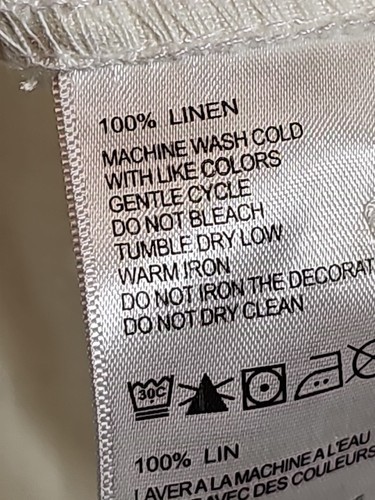 100% LINEN
MACHINE WASH COLD
WITH LIKE COLORS
GENTLE CYCLE
DO NOT BLEACH
TUMBLE DRY LOW
WARM IRON
DO NOT IRON THE DECORAT
DO NOT DRY CLEAN
30C
100% LIN
LAVER A LA MACHINE A L'EAU
AVEC DES COULEURS